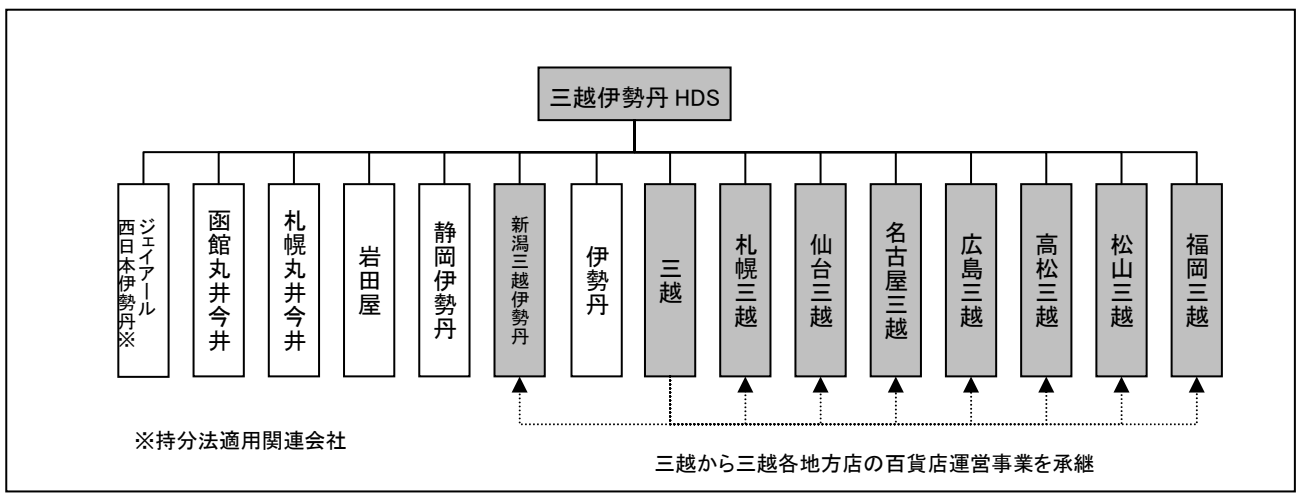 三越伊勢丹 HDS
ジェイアール
西日本伊勢丹※
函館丸井今井
札幌丸井今井
岩田屋
静岡伊勢丹
新潟三越伊勢丹
伊勢丹
三越
札幌三越
仙台三越
名古屋三越
広島三越
高松三越
松山三越
福岡三越
※持分法適用関連会社
三越から三越各地方店の百貨店運営事業を承継